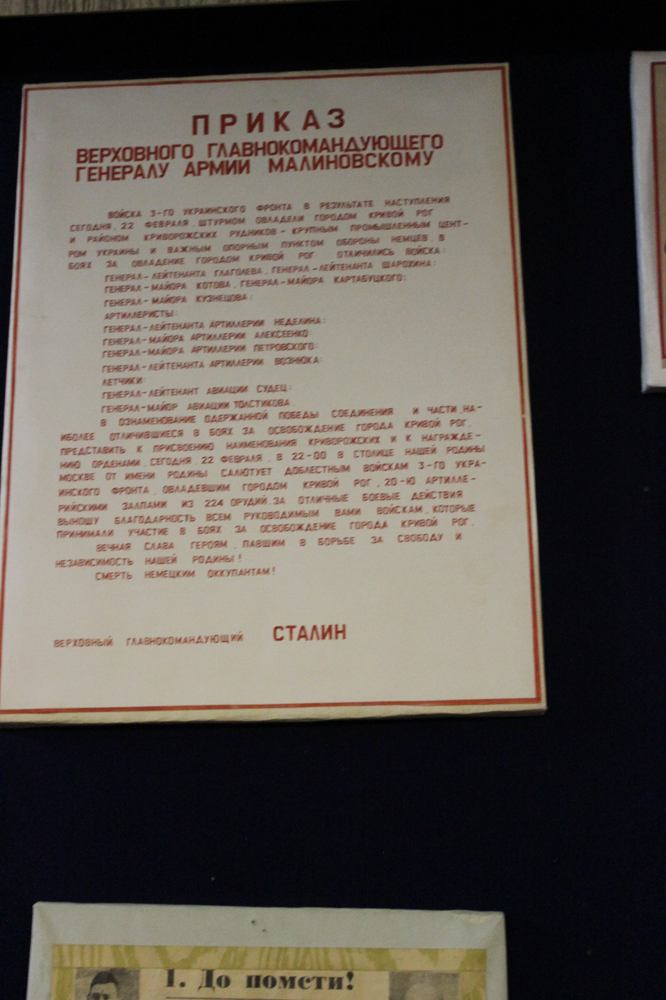 ПРИКАЗ
ВЕРХОВНОГО ГЛАВНОКОМАНДУЮЩЕГО
ГЕНЕРАЛУ АРМИИ МАЛИНОВСКОМУ
ВОЙСКА 3-ГО УКРАИНСКОГО ФРОНТА В РЕЗУЛЬТАТЕ НАСТУПЛЕНИЯ
СЕГОДНЯ, 22 ФЕВРАЛЯ, ШТУРМОМ ОВЛАДЕЛИ ГОРОДОМ КРИВОЙ РОГ
И РАЙОНОМ КРИВОРОЖСКИХ РУДНИКОВ - КРУПНЫМ ПРОМЫШЛЕННЫМ ЦЕНТ-
РОМ УКРАИНЫ И ВАЖНЫМ ОПОРНЫМ ПУНКТОМ ОБОРОНЫ НЕМЦЕВ, В
БОЯХ ЗА ОВЛАДЕНИЕ ГОРОДОМ КРИВОЙ РОГ ОТЛИЧИЛИСЬ ВОЙСКА:
ГЕНЕРАЛ-ЛЕЙТЕНАНТА ГЛАГОЛЕВА, ГЕНЕРАЛ-ЛЕЙТЕНАНТА ШАРОХИНА:
ГЕНЕРАЛ-МАЙОРА КОТОВА, ГЕНЕРАЛ-МАЙОРА КАРТАБУЦКОГО:
ГЕНЕРАЛ-МАЙОРА КУЗНЕЦОВА:
АРТИЛЛЕРИСТЫ:
ГЕНЕРАЛ-ЛЕЙТЕНАНТА АРТИЛЛЕРИИ НЕДЕЛИНА:
ГЕНЕРАЛ-МАЙОРА АРТИЛЛЕРИИ АЛЕКСЕЕНКО:
ГЕНЕРАЛ-МАЙОРА АРТИЛЛЕРИИ ПЕТРОВСКОГО:
ГЕНЕРАЛ-ЛЕЙТЕНАНТА АРТИЛЛЕРИИ ВОЗНЮКА:
ЛЕТЧИКИ:
ГЕНЕРАЛ-ЛЕЙТЕНАНТ АВИАЦИИ СУДЕЦ:
ГЕНЕРАЛ-МАЙОР АВИАЦИИ ТОЛСТИКОВА.
В ОЗНАМЕНОВАНИЕ ОДЕРЖАННОЙ ПОБЕДЫ СОЕДИНЕНИЯ И ЧАСТИ, НА-
ИБОЛЕЕ ОТЛИЧИВШИЕСЯ В БОЯХ ЗА ОСВОБОЖДЕНИЕ ГОРОДА КРИВОЙ РОГ,
ПРЕДСТАВИТЬ К ПРИСВОЕНИЮ НАИМЕНОВАНИЯ КРИВОРОЖСКИХ И К НАГРАЖДЕ-
НИЮ ОРДЕНАМИ, СЕГОДНЯ, 22 ФЕВРАЛЯ, В 22-00 В СТОЛИЦЕ НАШЕЙ РОДИНЫ
МОСКВЕ ОТ ИМЕНИ РОДИНЫ САЛЮТУЕТ ДОБЛЕСТНЫМ ВОЙСКАМ 3-ГО УКРА-
ИНСКОГО ФРОНТА, ОВЛАДЕВШИМ ГОРОДОМ КРИВОЙ РОГ, 20-Ю АРТИЛЛЕ-
РИЙСКИМИ ЗАЛПАМИ ИЗ 224 ОРУДИЙ. ЗА ОТЛИЧНЫЕ БОЕВЫЕ ДЕЙСТВИЯ
ВЫНОШУ БЛАГОДАРНОСТЬ ВСЕМ РУКОВОДИМЫМ ВАМИ ВОЙСКАМ, КОТОРЫЕ
ПРИНИМАЛИ УЧАСТИЕ В БОЯХ ЗА ОСВОБОЖДЕНИЕ ГОРОДА КРИВОЙ РОГ.
ВЕЧНАЯ СЛАВА ГЕРОЯМ, ПАВШИМ В БОРЬБЕ ЗА СВОБОДУ И
НЕЗАВИСИМОСТЬ НАШЕЙ РОДИНЫ!
СМЕРТЬ НЕМЕЦКИМ ОККУПАНТАМ!
ВЕРХОВНЫЙ ГЛАВНОКОМАНДУЮЩИЙ СТАЛИН
1. До помсти!